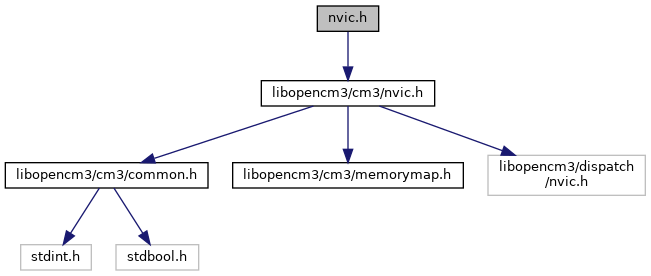 nvic.h
libopencm3/cm3/nvic.h
libopencm3/cm3/common.h
libopencm3/cm3/memorymap.h
libopencm3/dispatch
/nvic.h
stdint.h
stdbool.h